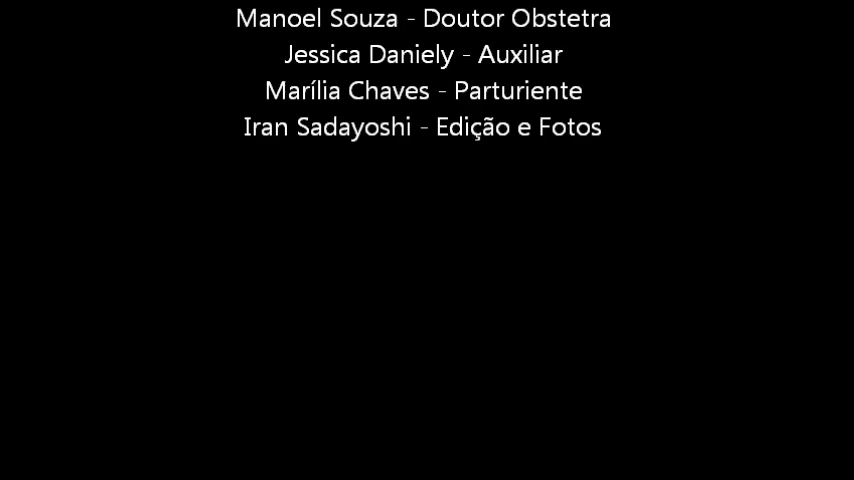 Manoel Souza - Doutor Obstetra
Jessica Daniely - Auxiliar
Marília Chaves - Parturiente
Iran Sadayoshi - Edição e Fotos